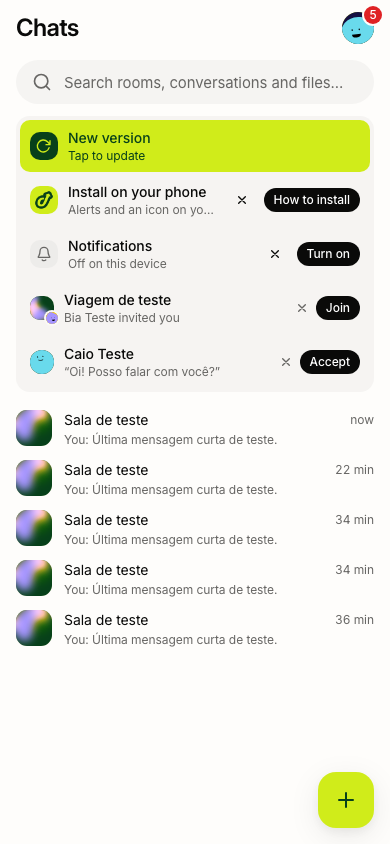 Chats
5
Search rooms, conversations and files...
New version
Tap to update
Install on your phone
Alerts and an icon on yo...
How to install
Notifications
Off on this device
Turn on
Viagem de teste
Bia Teste invited you
Join
Caio Teste
“Oi! Posso falar com você?”
Accept
Sala de teste
now
You: Última mensagem curta de teste.
Sala de teste
22 min
You: Última mensagem curta de teste.
Sala de teste
34 min
You: Última mensagem curta de teste.
Sala de teste
34 min
You: Última mensagem curta de teste.
Sala de teste
36 min
You: Última mensagem curta de teste.